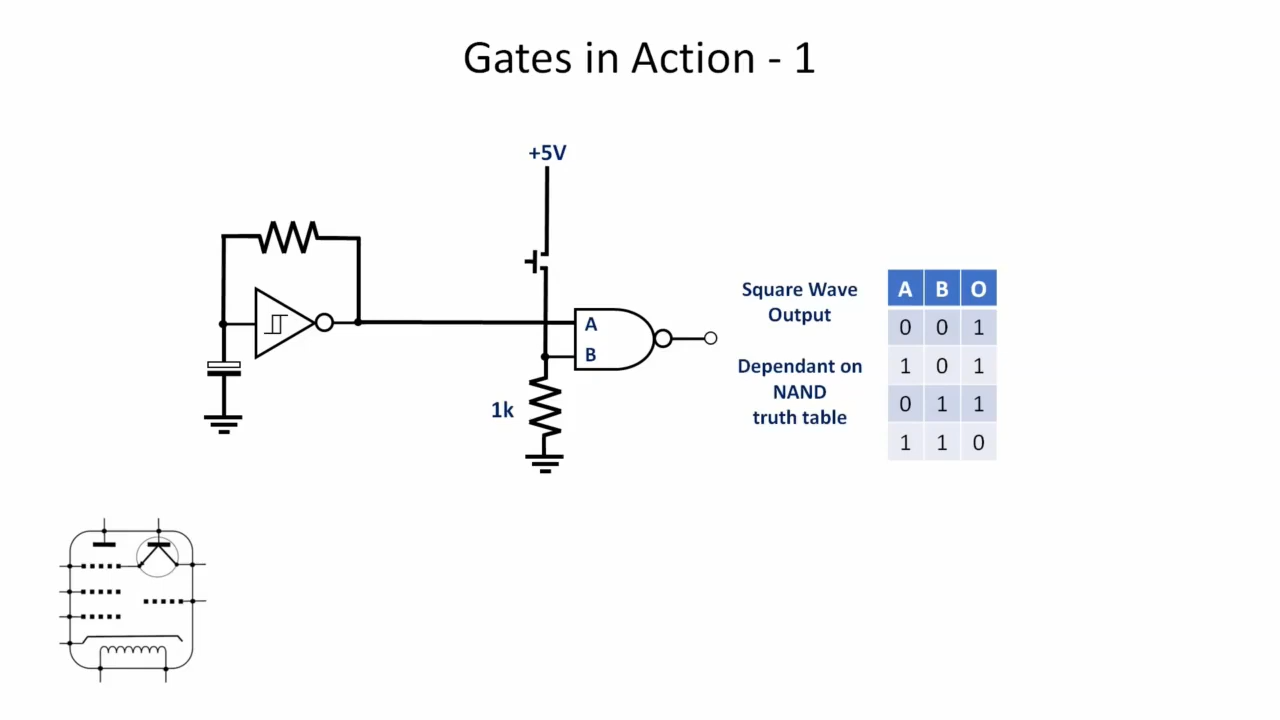 Gates in Action - 1
+5V
A
B
1k
Square Wave
Output
Dependant on
NAND
truth table
A B O
0 0 1
1 0 1
0 1 1
1 1 0